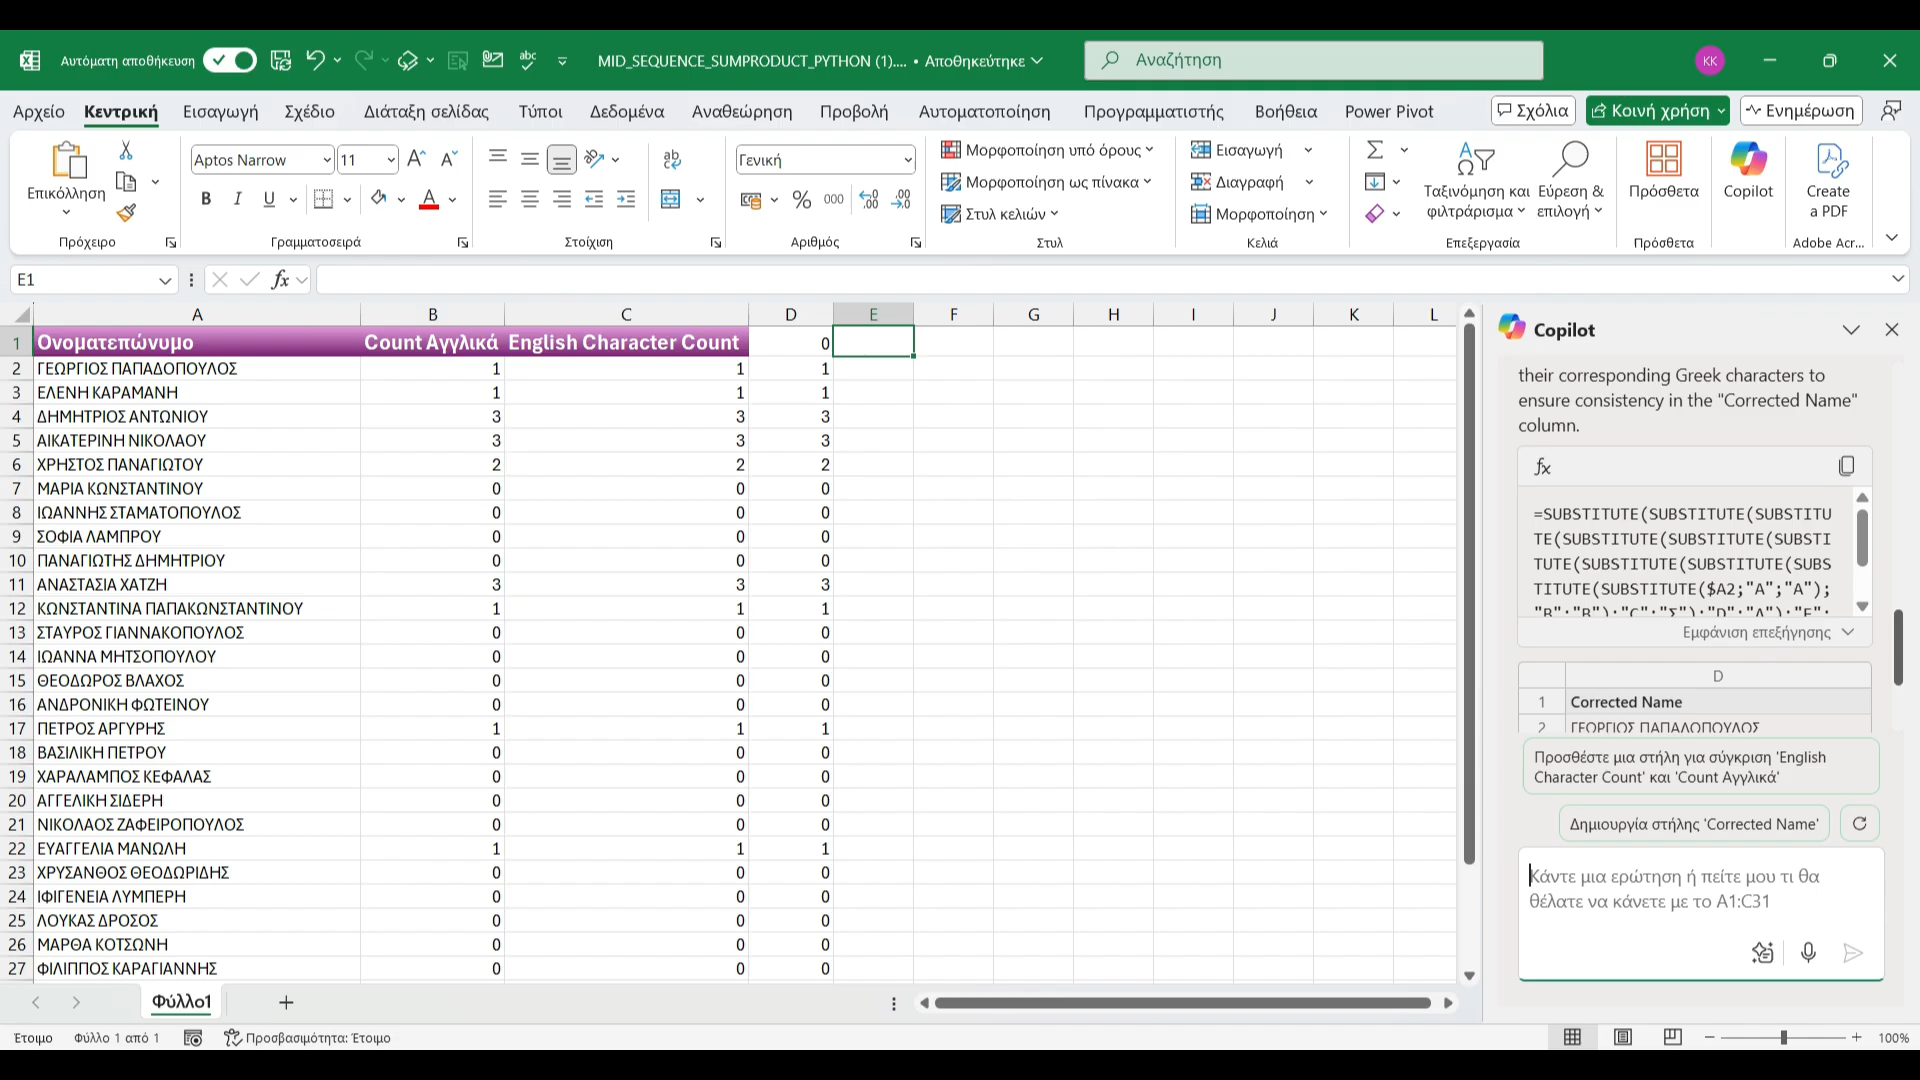 Αυτόματη αποθήκευση
MID_SEQUENCE_SUMPRODUCT_PYTHON (1).... • Αποθηκεύτηκε
Αναζήτηση
KK
Αρχείο Κεντρική Εισαγωγή Σχέδιο Διάταξη σελίδας Τύποι Δεδομένα Αναθεώρηση Προβολή Αυτοματοποίηση Προγραμματιστής Βοήθεια Power Pivot
Σχόλια Κοινή χρήση Ενημέρωση
Επικόλληση
Πρόχειρο
Aptos Narrow 11
B I U A
Γραμματοσειρά
ab
Στοίχιση
Γενική
% 000
Αριθμός
Μορφοποίηση υπό όρους
Μορφοποίηση ως πίνακα
Στυλ κελιών
Στυλ
Εισαγωγή
Διαγραφή
Μορφοποίηση
Κελιά
Ταξινόμηση και φιλτράρισμα
Εύρεση & επιλογή
Επεξεργασία
Πρόσθετα
Πρόσθετα
Copilot
Create a PDF
Adobe Acr...
E1
fx
A B C D E F G H I J K L
1 Ονοματεπώνυμο Count Αγγλικά English Character Count 0
2 ΓΕΩΡΓΙΟΣ ΠΑΠΑΔΟΠΟΥΛΟΣ 1 1 1
3 ΕΛΕΝΗ ΚΑΡΑΜΑΝΗ 1 1 1
4 ΔΗΜΗΤΡΙΟΣ ΑΝΤΩΝΙΟΥ 3 3 3
5 ΑΙΚΑΤΕΡΙΝΗ ΝΙΚΟΛΑΟΥ 3 3 3
6 ΧΡΗΣΤΟΣ ΠΑΝΑΓΙΩΤΟΥ 2 2 2
7 ΜΑΡΙΑ ΚΩΝΣΤΑΝΤΙΝΟΥ 0 0 0
8 ΙΩΑΝΝΗΣ ΣΤΑΜΑΤΟΠΟΥΛΟΣ 0 0 0
9 ΣΟΦΙΑ ΛΑΜΠΡΟΥ 0 0 0
10 ΠΑΝΑΓΙΩΤΗΣ ΔΗΜΗΤΡΙΟΥ 0 0 0
11 ΑΝΑΣΤΑΣΙΑ ΧΑΤΖΗ 3 3 3
12 ΚΩΝΣΤΑΝΤΙΝΑ ΠΑΠΑΚΩΝΣΤΑΝΤΙΝΟΥ 1 1 1
13 ΣΤΑΥΡΟΣ ΓΙΑΝΝΑΚΟΠΟΥΛΟΣ 0 0 0
14 ΙΩΑΝΝΑ ΜΗΤΣΟΠΟΥΛΟΥ 0 0 0
15 ΘΕΟΔΩΡΟΣ ΒΛΑΧΟΣ 0 0 0
16 ΑΝΔΡΟΝΙΚΗ ΦΩΤΕΙΝΟΥ 0 0 0
17 ΠΕΤΡΟΣ ΑΡΓΥΡΗΣ 1 1 1
18 ΒΑΣΙΛΙΚΗ ΠΕΤΡΟΥ 0 0 0
19 ΧΑΡΑΛΑΜΠΟΣ ΚΕΦΑΛΑΣ 0 0 0
20 ΑΓΓΕΛΙΚΗ ΣΙΔΕΡΗ 0 0 0
21 ΝΙΚΟΛΑΟΣ ΖΑΦΕΙΡΟΠΟΥΛΟΣ 0 0 0
22 ΕΥΑΓΓΕΛΙΑ ΜΑΝΩΛΗ 1 1 1
23 ΧΡΥΣΑΝΘΟΣ ΘΕΟΔΩΡΙΔΗΣ 0 0 0
24 ΙΦΙΓΕΝΕΙΑ ΛΥΜΠΕΡΗ 0 0 0
25 ΛΟΥΚΑΣ ΔΡΟΣΟΣ 0 0 0
26 ΜΑΡΘΑ ΚΟΤΣΩΝΗ 0 0 0
27 ΦΙΛΙΠΠΟΣ ΚΑΡΑΓΙΑΝΝΗΣ 0 0 0
Copilot
their corresponding Greek characters to
ensure consistency in the "Corrected Name"
column.
fx
=SUBSTITUTE(SUBSTITUTE(SUBSTITU
TE(SUBSTITUTE(SUBSTITUTE(SUBSTI
TUTE(SUBSTITUTE(SUBSTITUTE(SUBS
TITUTE(SUBSTITUTE($A2;"A";"Α");
"B";"Β");"C";"Σ");"D";"Δ");"E";
Εμφάνιση επεξήγησης
D
1 Corrected Name
2 ΓΕΩΡΓΙΟΣ ΠΑΠΑΔΟΠΟΥΛΟΣ
Προσθέστε μια στήλη για σύγκριση 'English
Character Count' και 'Count Αγγλικά'
Δημιουργία στήλης 'Corrected Name'
Κάντε μια ερώτηση ή πείτε μου τι θα
θέλατε να κάνετε με το A1:C31
Φύλλο1
Έτοιμο Φύλλο 1 από 1 Προσβασιμότητα: Έτοιμο
100%